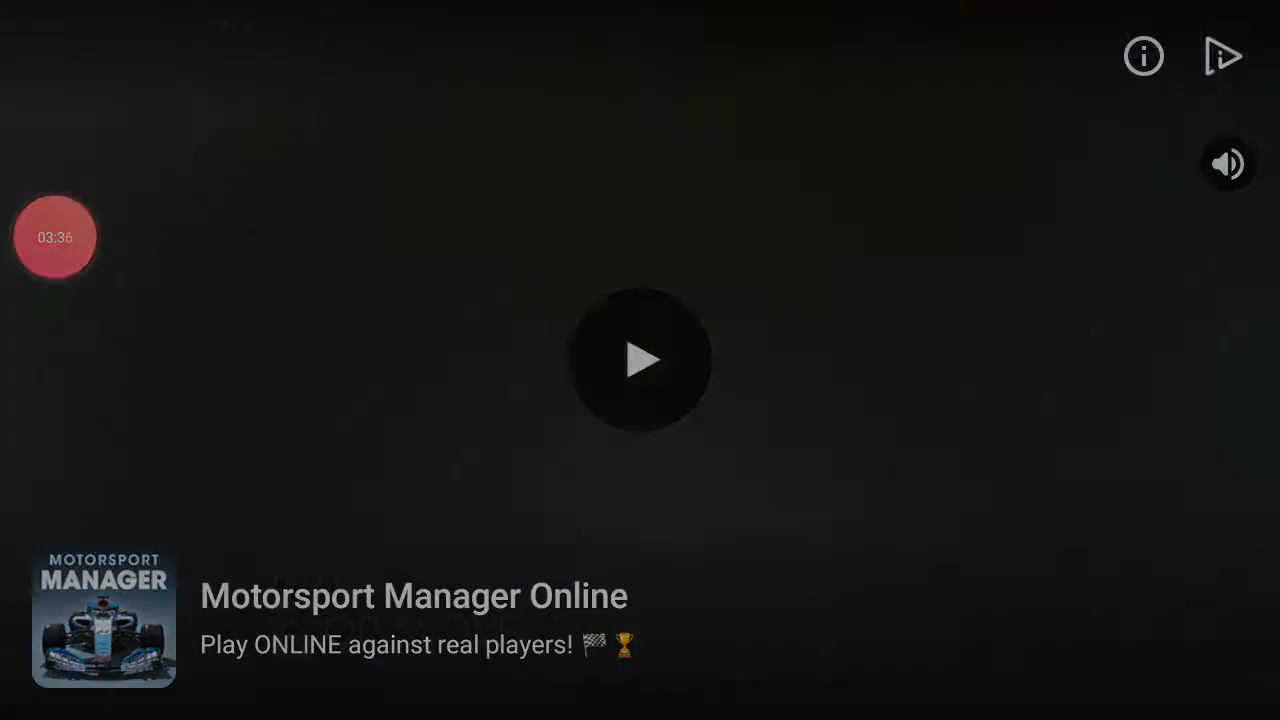 03:36
MOTORSPORT
MANAGER
Motorsport Manager Online
Play ONLINE against real players! 🏁🏆